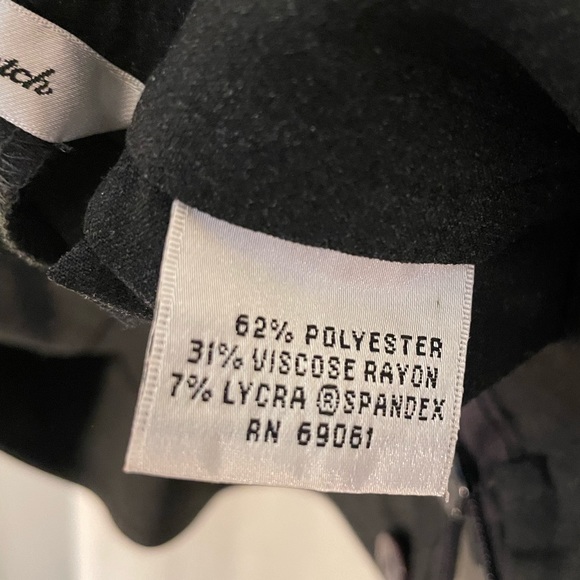 62% POLYESTER
31% VISCOSE RAYON
7% LYCRA ®SPANDEX
RN 69061